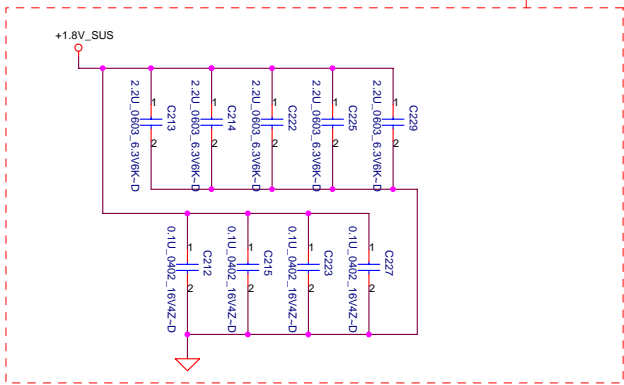 +1.8V_SUS
2.2U_0603_6.3V6K~D
1
2
C213
2.2U_0603_6.3V6K~D
1
2
C214
2.2U_0603_6.3V6K~D
1
2
C222
2.2U_0603_6.3V6K~D
1
2
C225
2.2U_0603_6.3V6K~D
1
2
C229
0.1U_0402_16V4Z~D
1
2
C212
0.1U_0402_16V4Z~D
1
2
C215
0.1U_0402_16V4Z~D
1
2
C223
0.1U_0402_16V4Z~D
1
2
C227